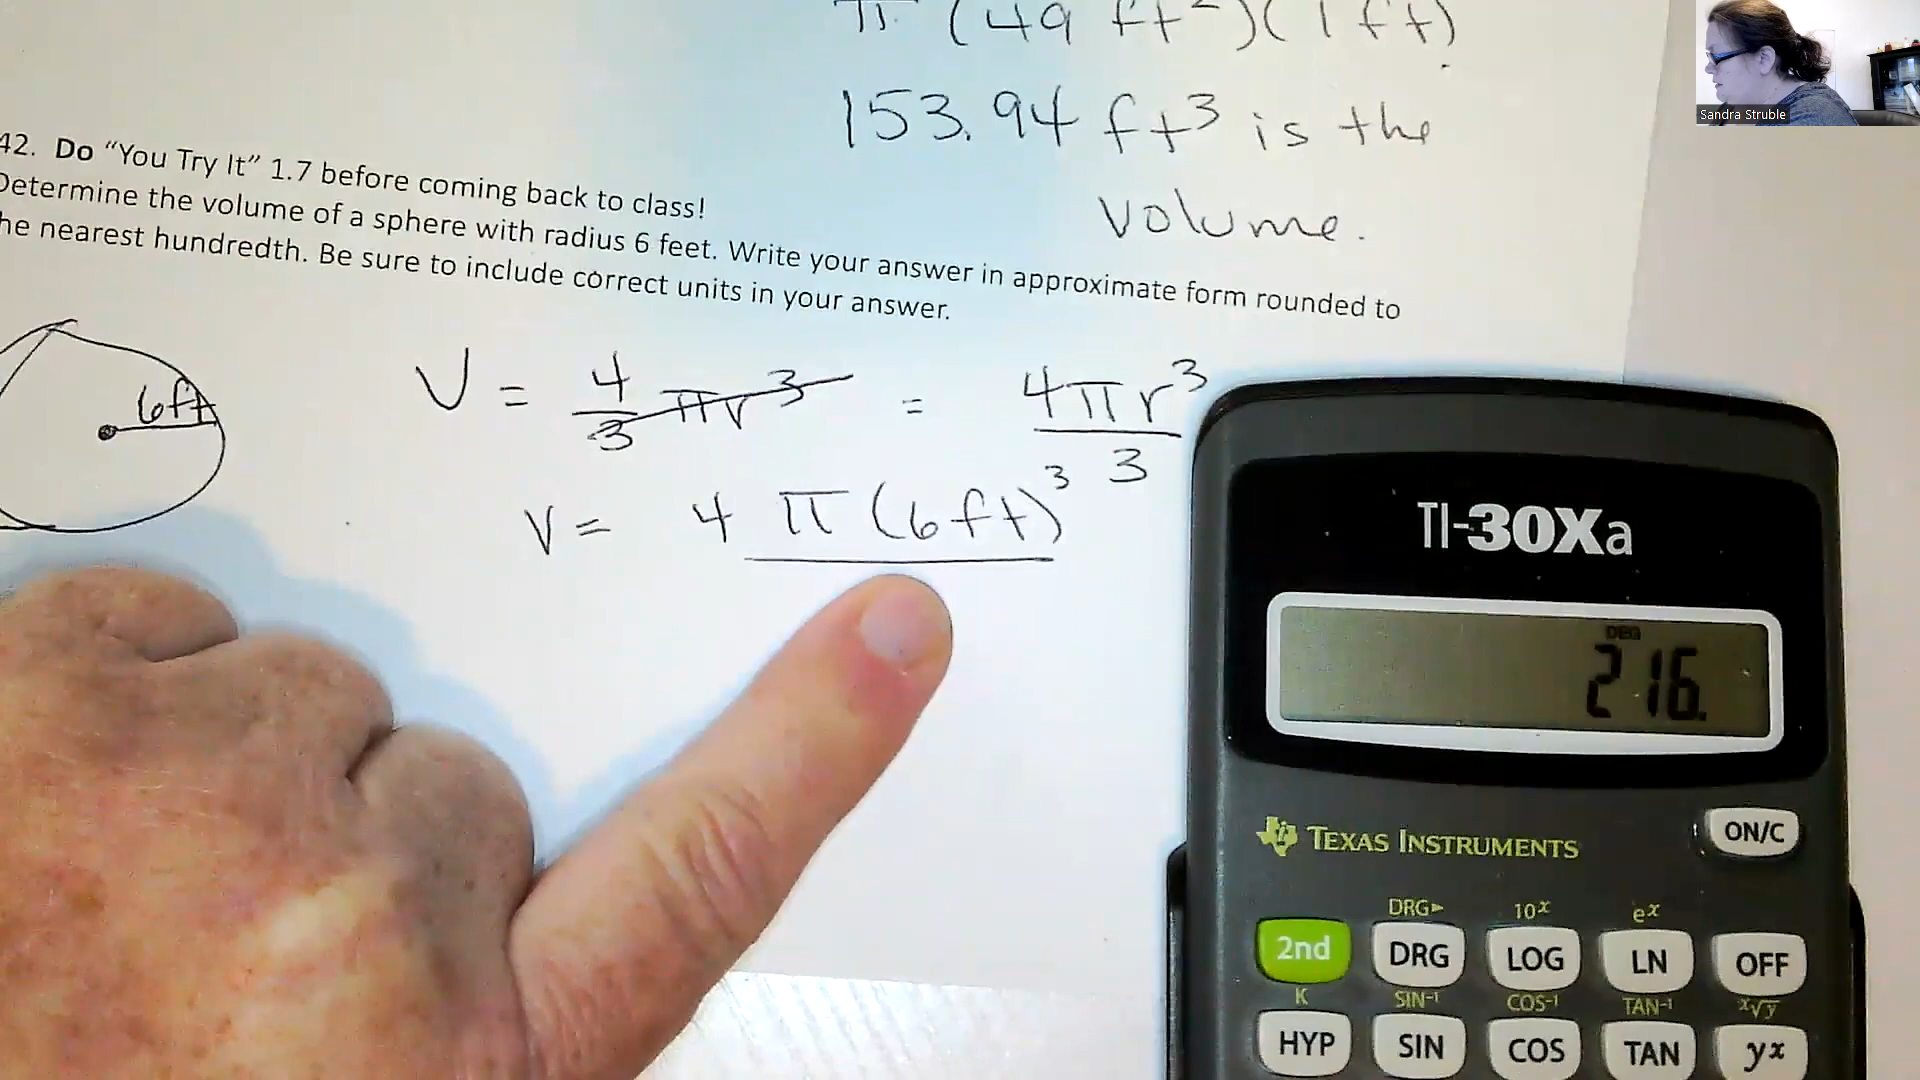 π (49 ft²)(1 ft)
153.94 ft³ is the
volume.
Sandra Struble
42. Do “You Try It” 1.7 before coming back to class!
Determine the volume of a sphere with radius 6 feet. Write your answer in approximate form rounded to
he nearest hundredth. Be sure to include correct units in your answer.
6ft
V = 4/3 πr³ = 4πr³/3
V = 4 π (6ft)³
TI-30Xa
DEG
216.
TEXAS INSTRUMENTS
ON/C
DRG► 10ˣ eˣ
2nd DRG LOG LN OFF
K SIN⁻¹ COS⁻¹ TAN⁻¹ ˣ√y
HYP SIN COS TAN yˣ